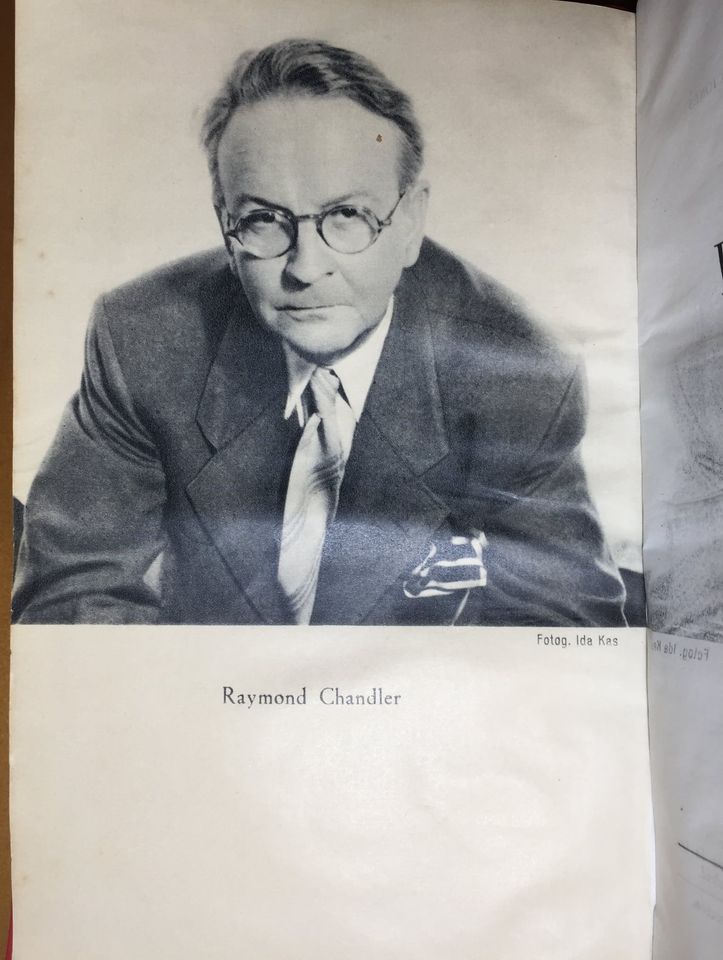 Fotog. Ida Kas
Raymond Chandler